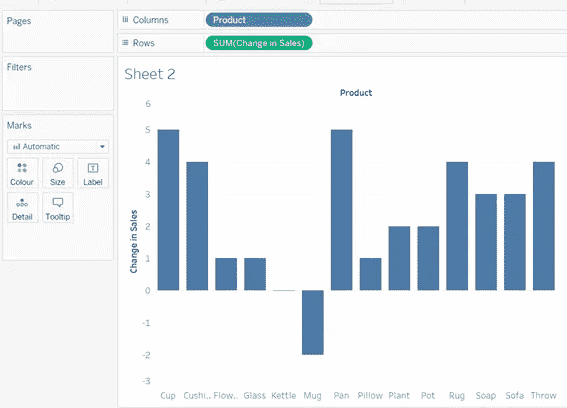 Pages
Columns
Product
Rows
SUM(Change in Sales)
Filters
Marks
Automatic
Colour
Size
Label
Detail
Tooltip
Sheet 2
Product
Change in Sales
6
5
4
3
2
1
0
-1
-2
-3
Cup Cushi.. Flow.. Glass Kettle Mug Pan Pillow Plant Pot Rug Soap Sofa Throw